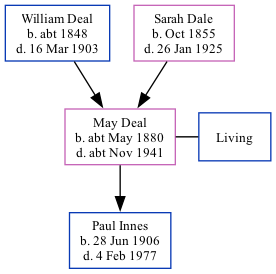 William Deal
b. abt 1848
d. 16 Mar 1903
Sarah Dale
b. Oct 1855
d. 26 Jan 1925
May Deal
b. abt May 1880
d. abt Nov 1941
Living
Paul Innes
b. 28 Jun 1906
d. 4 Feb 1977